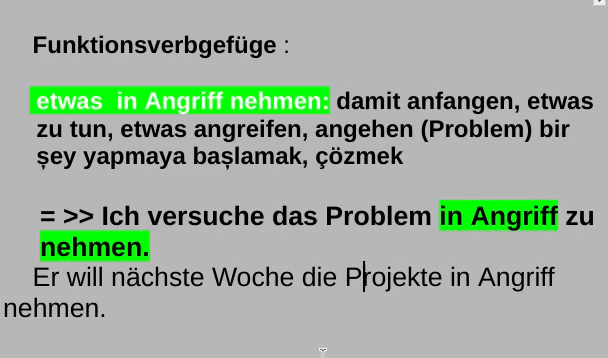 Funktionsverbgefüge :
etwas in Angriff nehmen: damit anfangen, etwas
zu tun, etwas angreifen, angehen (Problem) bir
şey yapmaya başlamak, çözmek
= >> Ich versuche das Problem in Angriff zu
nehmen.
Er will nächste Woche die Projekte in Angriff
nehmen.